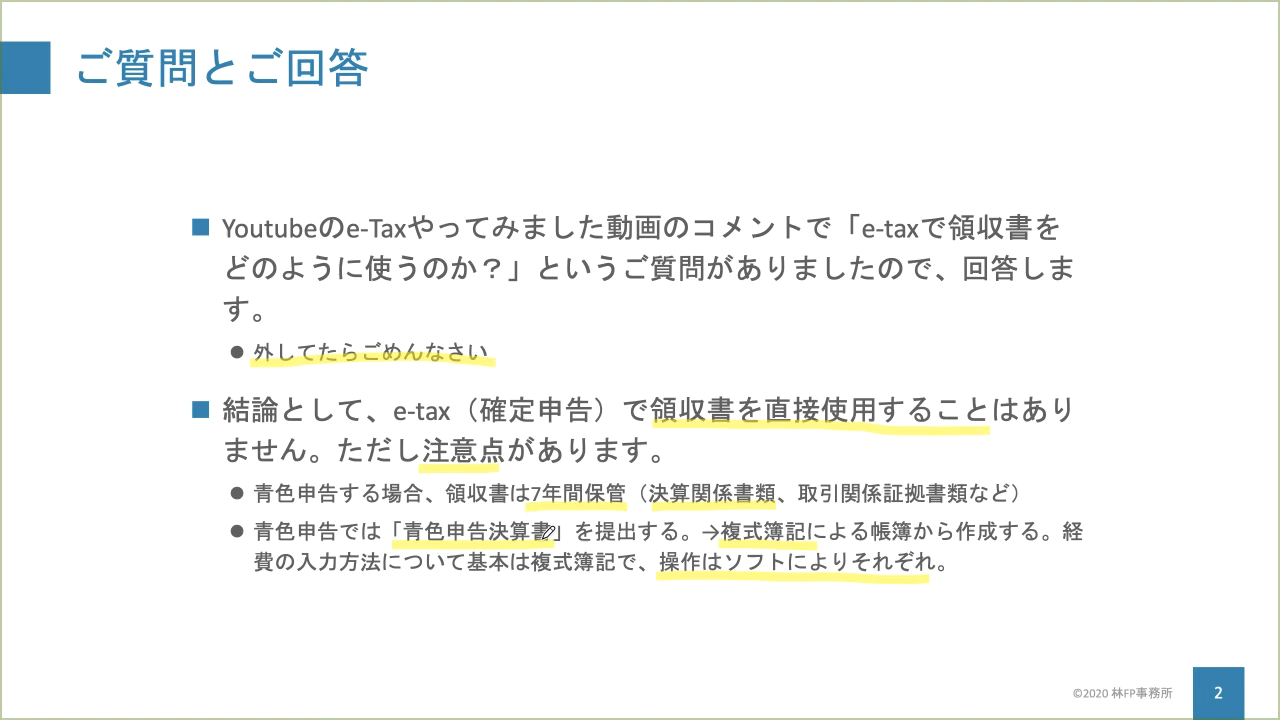 ご質問とご回答
Youtubeのe-Taxやってみました動画のコメントで「e-taxで領収書を
どのように使うのか？」というご質問がありましたので、回答しま
す。
外してたらごめんなさい
結論として、e-tax（確定申告）で領収書を直接使用することはあり
ません。ただし注意点があります。
青色申告する場合、領収書は7年間保管（決算関係書類、取引関係証拠書類など）
青色申告では「青色申告決算書」を提出する。→複式簿記による帳簿から作成する。経
費の入力方法について基本は複式簿記で、操作はソフトによりそれぞれ。
©2020 林FP事務所
2